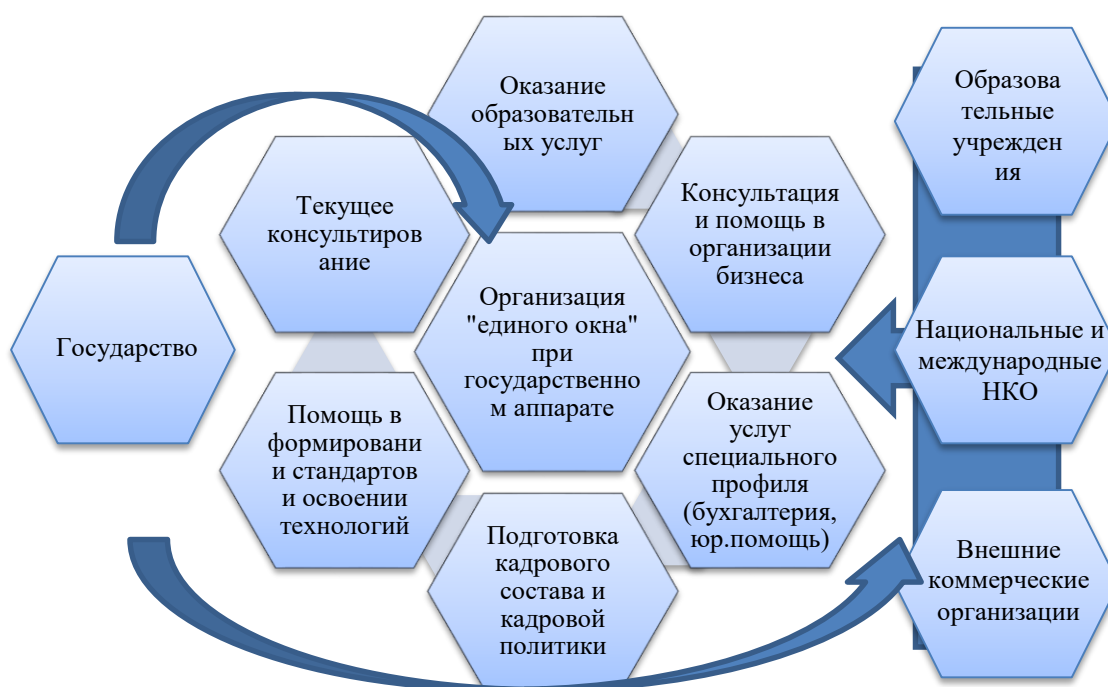 Государство
Оказание
образовательн
ых услуг
Текущее
консультиров
ание
Консультация
и помощь в
организации
бизнеса
Организация
"единого окна"
при
государственно
м аппарате
Помощь в
формировани
и стандартов
и освоении
технологий
Оказание
услуг
специального
профиля
(бухгалтерия,
юр.помощь)
Подготовка
кадрового
состава и
кадровой
политики
Образова
тельные
учрежден
ия
Национальные и
международные
НКО
Внешние
коммерческие
организации